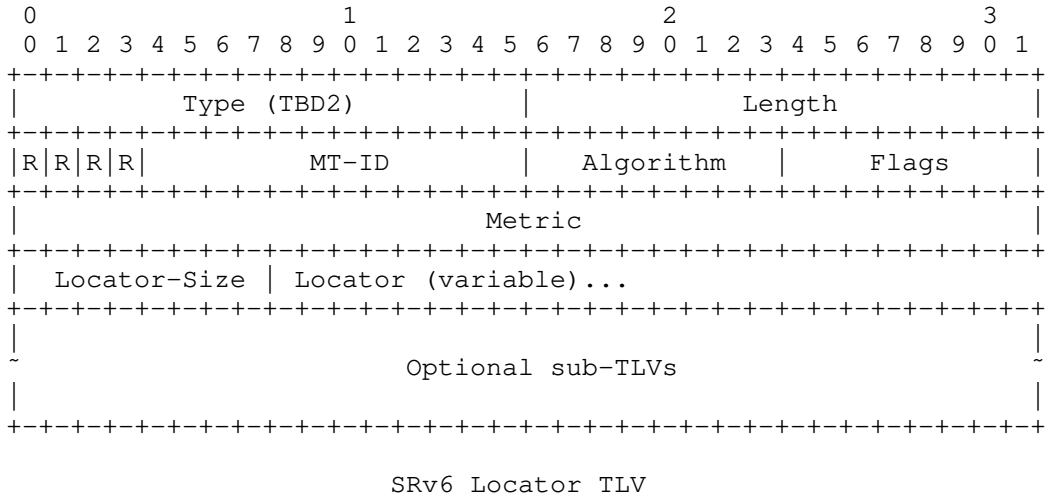 0                   1                   2                   3
 0 1 2 3 4 5 6 7 8 9 0 1 2 3 4 5 6 7 8 9 0 1 2 3 4 5 6 7 8 9 0 1
+-+-+-+-+-+-+-+-+-+-+-+-+-+-+-+-+-+-+-+-+-+-+-+-+-+-+-+-+-+-+-+-+
|          Type (TBD2)          |             Length            |
+-+-+-+-+-+-+-+-+-+-+-+-+-+-+-+-+-+-+-+-+-+-+-+-+-+-+-+-+-+-+-+-+
|R|R|R|R|          MT-ID        |   Algorithm   |     Flags     |
+-+-+-+-+-+-+-+-+-+-+-+-+-+-+-+-+-+-+-+-+-+-+-+-+-+-+-+-+-+-+-+-+
|                             Metric                            |
+-+-+-+-+-+-+-+-+-+-+-+-+-+-+-+-+-+-+-+-+-+-+-+-+-+-+-+-+-+-+-+-+
|  Locator-Size | Locator (variable)...
+-+-+-+-+-+-+-+-+-+-+-+-+-+-+-+-+-+-+-+-+-+-+-+-+-+-+-+-+-+-+-+-+
|                                                               |
~                        Optional sub-TLVs                      ~
|                                                               |
+-+-+-+-+-+-+-+-+-+-+-+-+-+-+-+-+-+-+-+-+-+-+-+-+-+-+-+-+-+-+-+-+
SRv6 Locator TLV